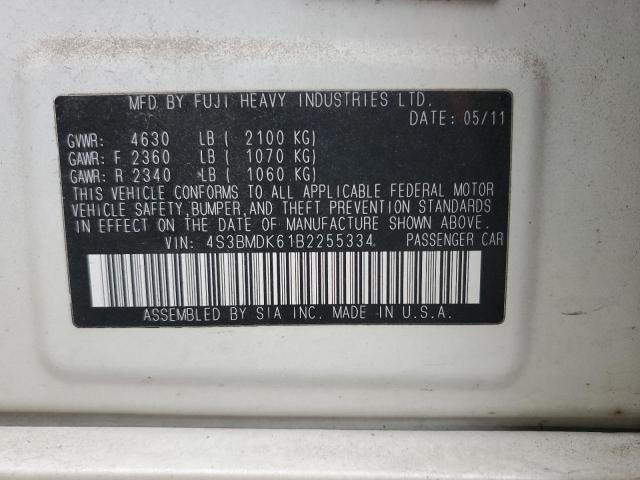 MFD BY FUJI HEAVY INDUSTRIES LTD.
DATE: 05/11
GVWR: 4630 LB ( 2100 KG)
GAWR: F 2360 LB ( 1070 KG)
GAWR: R 2340 LB ( 1060 KG)
THIS VEHICLE CONFORMS TO ALL APPLICABLE FEDERAL MOTOR
VEHICLE SAFETY,BUMPER,AND THEFT PREVENTION STANDARDS
IN EFFECT ON THE DATE OF MANUFACTURE SHOWN ABOVE.
VIN: 4S3BMDK61B2255334 PASSENGER CAR
ASSEMBLED BY SIA INC. MADE IN U.S.A.